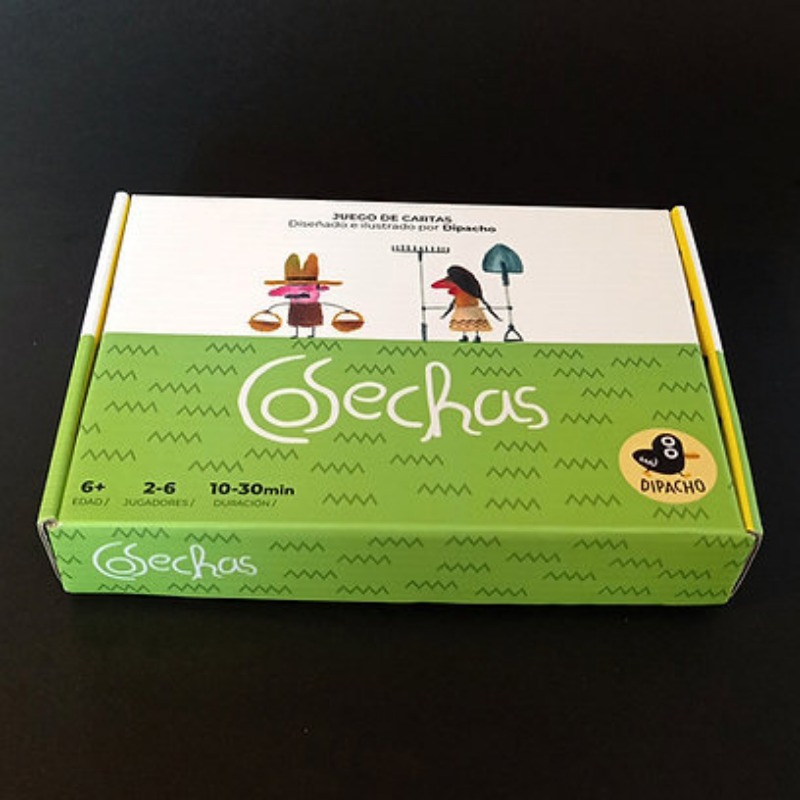 JUEGO DE CARTAS
Diseñado e ilustrado por Dipacho
Cosechas
6+
EDAD /
2-6
JUGADORES /
10-30min
DURACIÓN /
DIPACHO
Cosechas